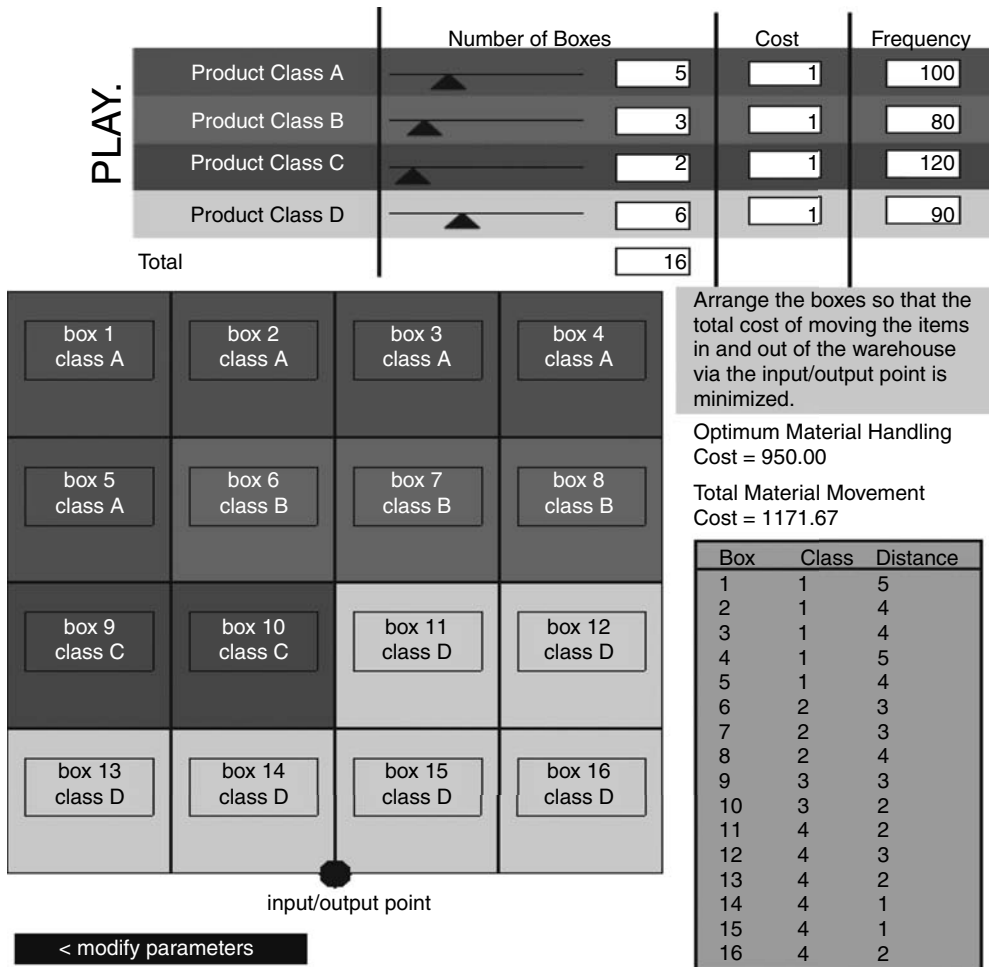 PLAY.
Number of Boxes Cost Frequency
Product Class A 5 1 100
Product Class B 3 1 80
Product Class C 2 1 120
Product Class D 6 1 90
Total 16
box 1
class A
box 2
class A
box 3
class A
box 4
class A
box 5
class A
box 6
class B
box 7
class B
box 8
class B
box 9
class C
box 10
class C
box 11
class D
box 12
class D
box 13
class D
box 14
class D
box 15
class D
box 16
class D
input/output point
< modify parameters
Arrange the boxes so that the
total cost of moving the items
in and out of the warehouse
via the input/output point is
minimized.
Optimum Material Handling
Cost = 950.00
Total Material Movement
Cost = 1171.67
Box Class Distance
1 1 5
2 1 4
3 1 4
4 1 5
5 1 4
6 2 3
7 2 3
8 2 4
9 3 3
10 3 2
11 4 2
12 4 3
13 4 2
14 4 1
15 4 1
16 4 2